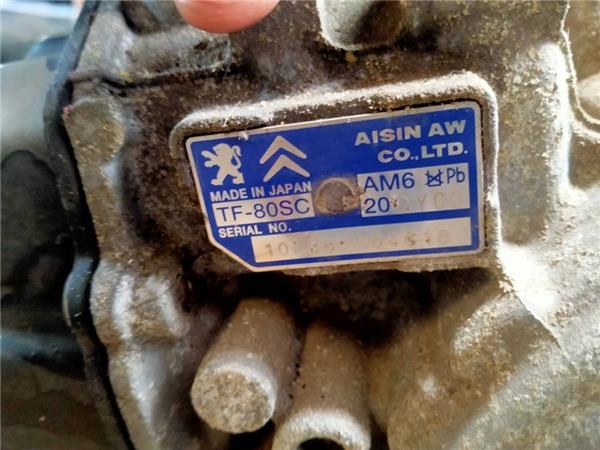 AISIN AW
CO.,LTD.
MADE IN JAPAN
AM6 Pb
TF-80SC
SERIAL NO.